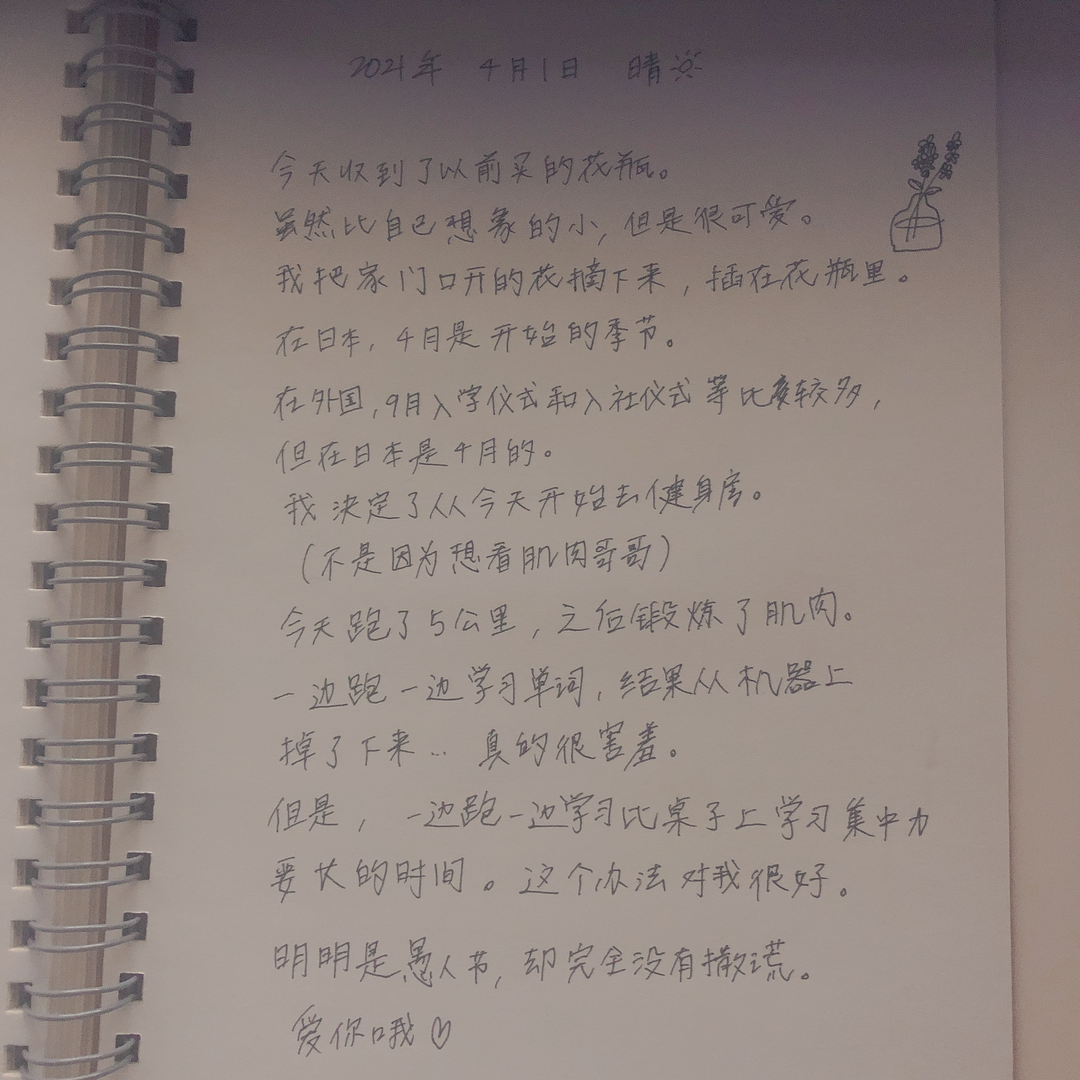 2021年 4月1日 晴
今天收到了以前买的花瓶。
虽然比自己想象的小,但是很可爱。
我把家门口开的花摘下来,插在花瓶里。
在日本,4月是开始的季节。
在外国,9月入学仪式和入社仪式等比较多,
但在日本是4月的。
我决定了从今天开始去健身房。
(不是因为想看肌肉哥哥)
今天跑了5公里,之后锻炼了肌肉。
一边跑一边学习单词,结果从机器上
掉了下来… 真的很害羞。
但是,一边跑一边学习比桌子上学习集中力
要长的时间。这个办法对我很好。
明明是愚人节,却完全没有撒谎。
爱你哦♡